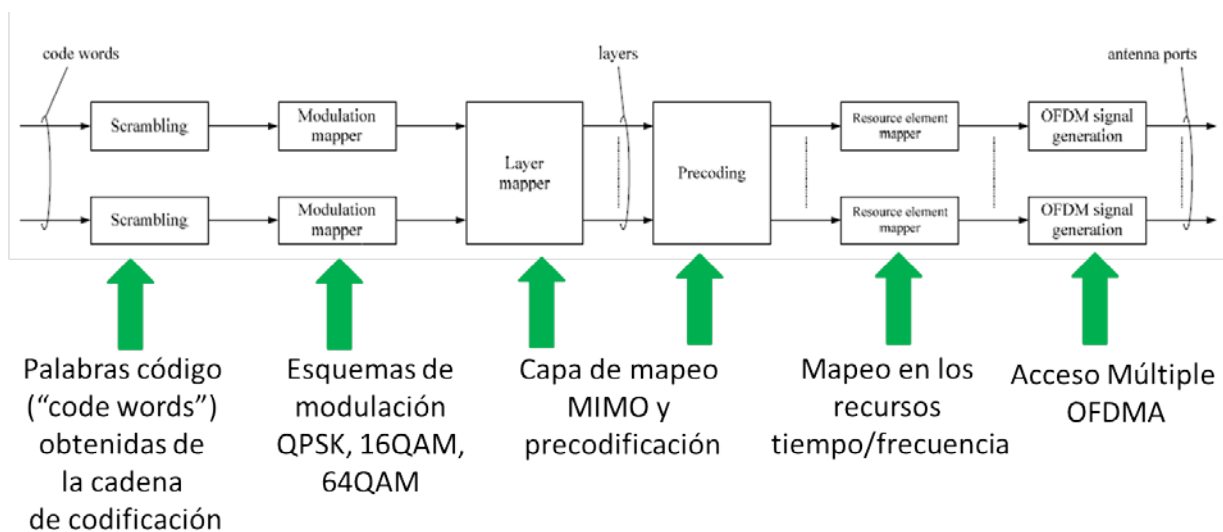 code words
layers
antenna ports
Scrambling
Modulation
mapper
Layer
mapper
Precoding
Resource element
mapper
OFDM signal
generation
Scrambling
Modulation
mapper
Resource element
mapper
OFDM signal
generation
Palabras código
(“code words”)
obtenidas de
la cadena
de codificación
Esquemas de
modulación
QPSK, 16QAM,
64QAM
Capa de mapeo
MIMO y
precodificación
Mapeo en los
recursos
tiempo/frecuencia
Acceso Múltiple
OFDMA